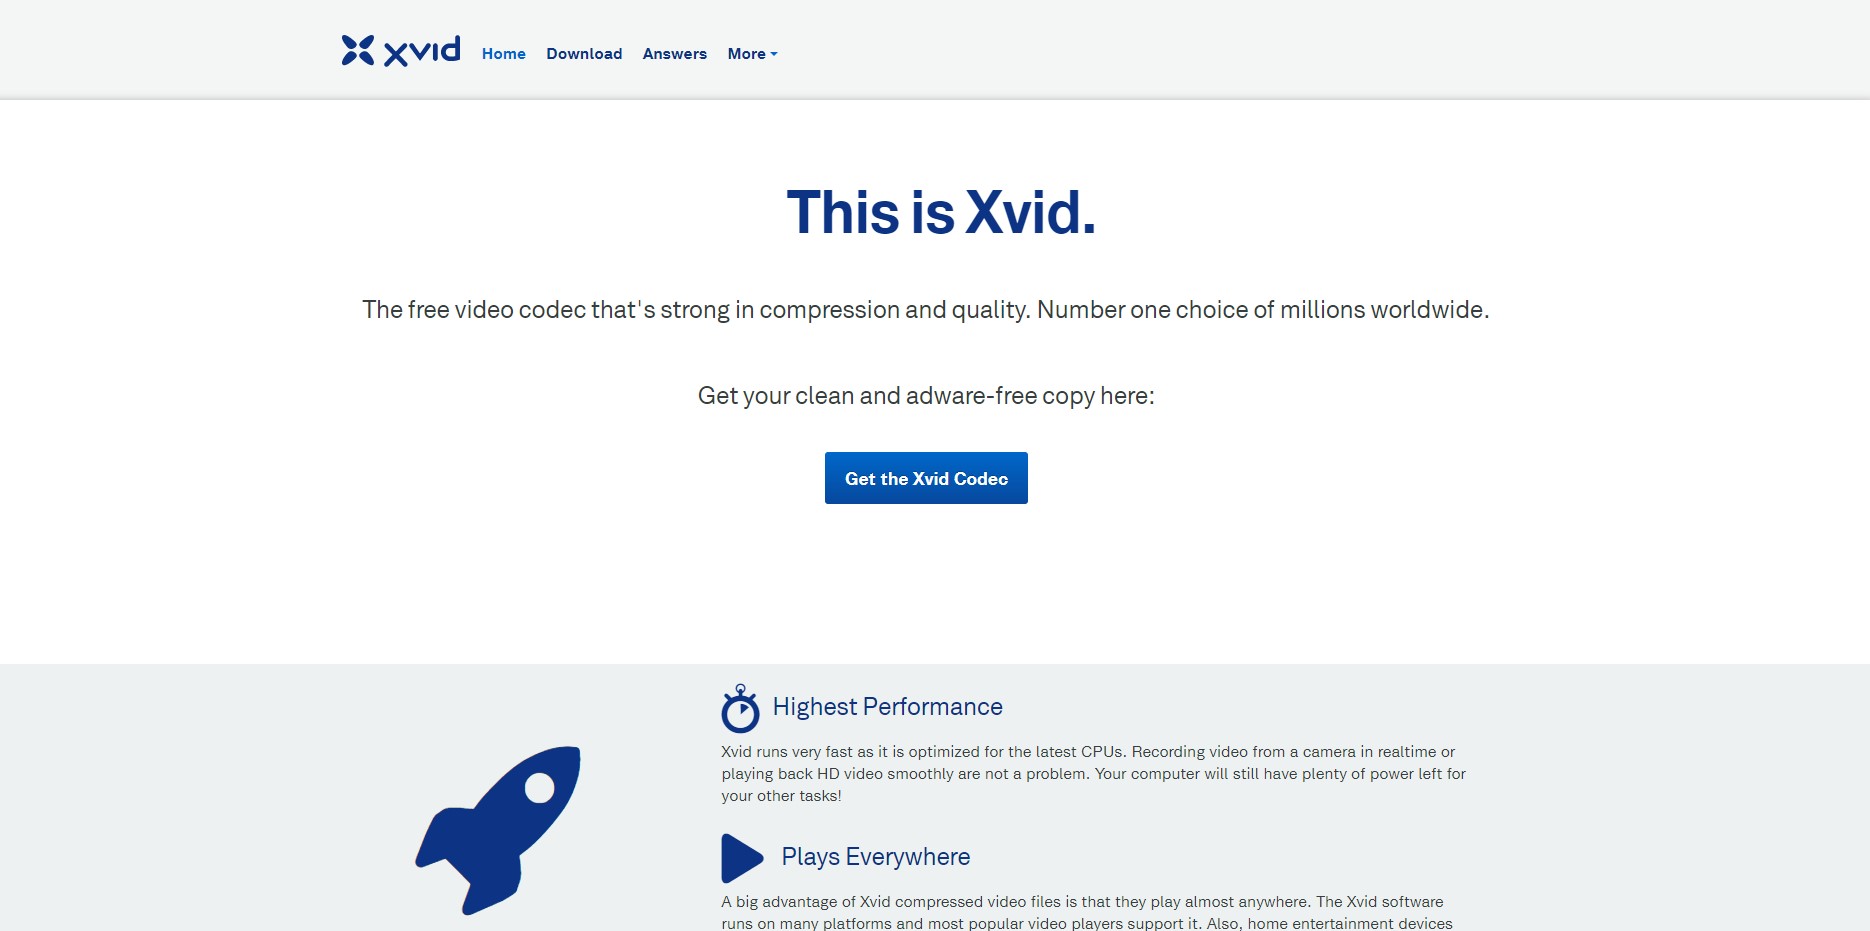 xvid Home Download Answers More
This is Xvid.
The free video codec that's strong in compression and quality. Number one choice of millions worldwide.
Get your clean and adware-free copy here:
Get the Xvid Codec
Highest Performance
Xvid runs very fast as it is optimized for the latest CPUs. Recording video from a camera in realtime or
playing back HD video smoothly are not a problem. Your computer will still have plenty of power left for
your other tasks!
Plays Everywhere
A big advantage of Xvid compressed video files is that they play almost anywhere. The Xvid software
runs on many platforms and most popular video players support it. Also, home entertainment devices